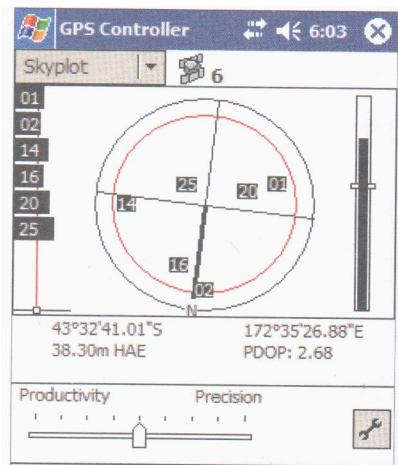 GPS Controller 6:03
Skyplot 6
01
02
14
16
20
25
25
20 01
14
16
02
N
43°32'41.01"S 172°35'26.88"E
38.30m HAE PDOP: 2.68
Productivity Precision